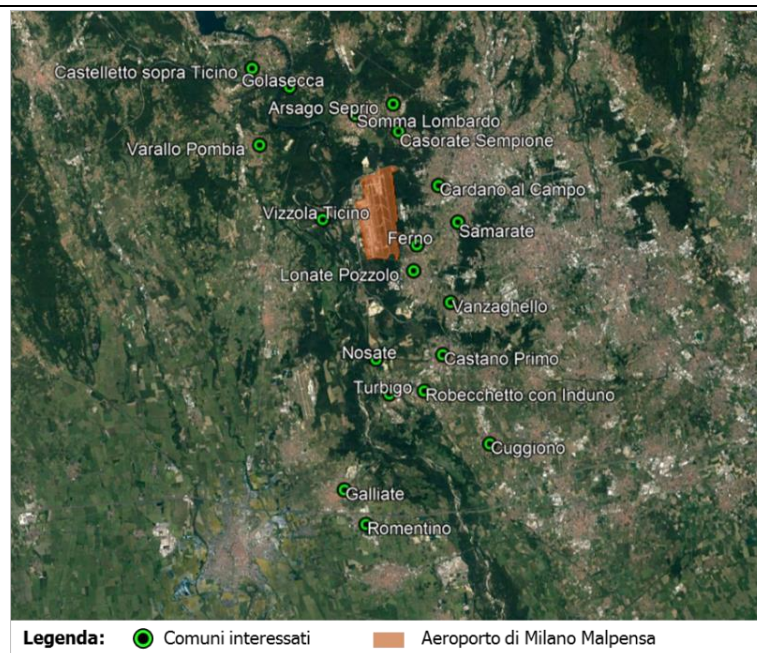 Castelletto sopra Ticino
Golasecca
Arsago Seprio
Somma Lombardo
Casorate Sempione
Varallo Pombia
Cardano al Campo
Vizzola Ticino
Samarate
Ferno
Lonate Pozzolo
Vanzaghello
Nosate
Castano Primo
Turbigo
Robecchetto con Induno
Cuggiono
Galliate
Romentino
Legenda: Comuni interessati Aeroporto di Milano Malpensa